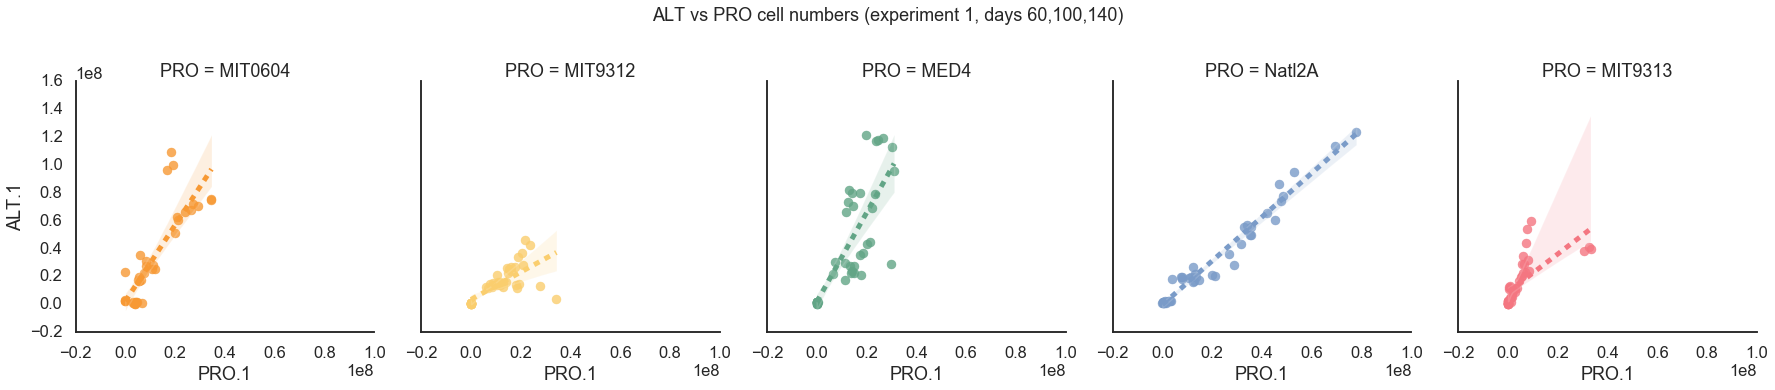 ALT vs PRO cell numbers (experiment 1, days 60,100,140)
PRO = MIT0604
PRO = MIT9312
PRO = MED4
PRO = Natl2A
PRO = MIT9313
1e8
1.6
1.4
1.2
1.0
0.8
0.6
0.4
0.2
0.0
−0.2
ALT.1
−0.2 0.0 0.2 0.4 0.6 0.8 1.0
1e8
PRO.1
−0.2 0.0 0.2 0.4 0.6 0.8 1.0
1e8
PRO.1
−0.2 0.0 0.2 0.4 0.6 0.8 1.0
1e8
PRO.1
−0.2 0.0 0.2 0.4 0.6 0.8 1.0
1e8
PRO.1
−0.2 0.0 0.2 0.4 0.6 0.8 1.0
1e8
PRO.1